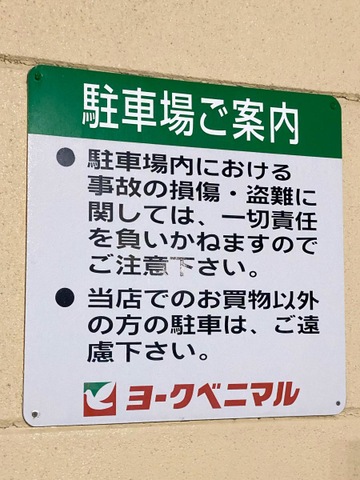 駐車場ご案内
●駐車場内における
事故の損傷・盗難に
関しては、一切責任
を負いかねますので
ご注意下さい。
●当店でのお買物以外
の方の駐車は、ご遠
慮下さい。
ヨークベニマル